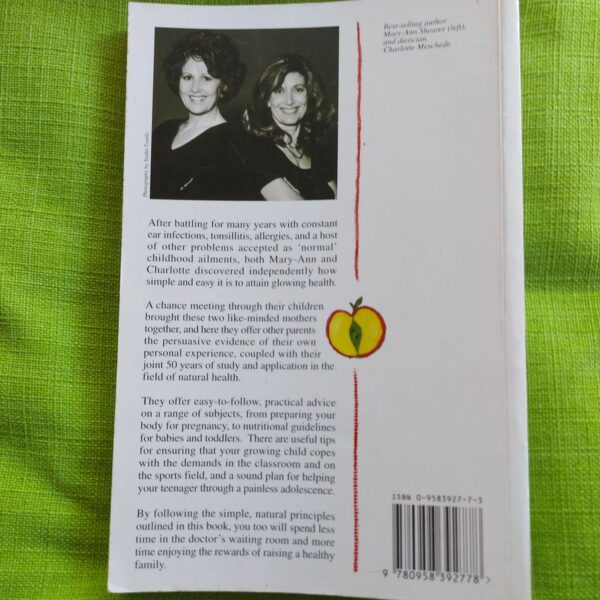 Best-selling author
Mary-Ann Shearer (left),
and dietician
Charlotte Meschede
Photography by Studio Tonelli
After battling for many years with constant
ear infections, tonsillitis, allergies, and a host
of other problems accepted as 'normal'
childhood ailments, both Mary-Ann and
Charlotte discovered independently how
simple and easy it is to attain glowing health.
A chance meeting through their children
brought these two like-minded mothers
together, and here they offer other parents
the persuasive evidence of their own
personal experience, coupled with their
joint 50 years of study and application in the
field of natural health.
They offer easy-to-follow, practical advice
on a range of subjects, from preparing your
body for pregnancy, to nutritional guidelines
for babies and toddlers. There are useful tips
for ensuring that your growing child copes
with the demands in the classroom and on
the sports field, and a sound plan for helping
your teenager through a painless adolescence.
By following the simple, natural principles
outlined in this book, you too will spend less
time in the doctor's waiting room and more
time enjoying the rewards of raising a healthy
family.
ISBN 0-9583927-7-3
9 780958 392778 >